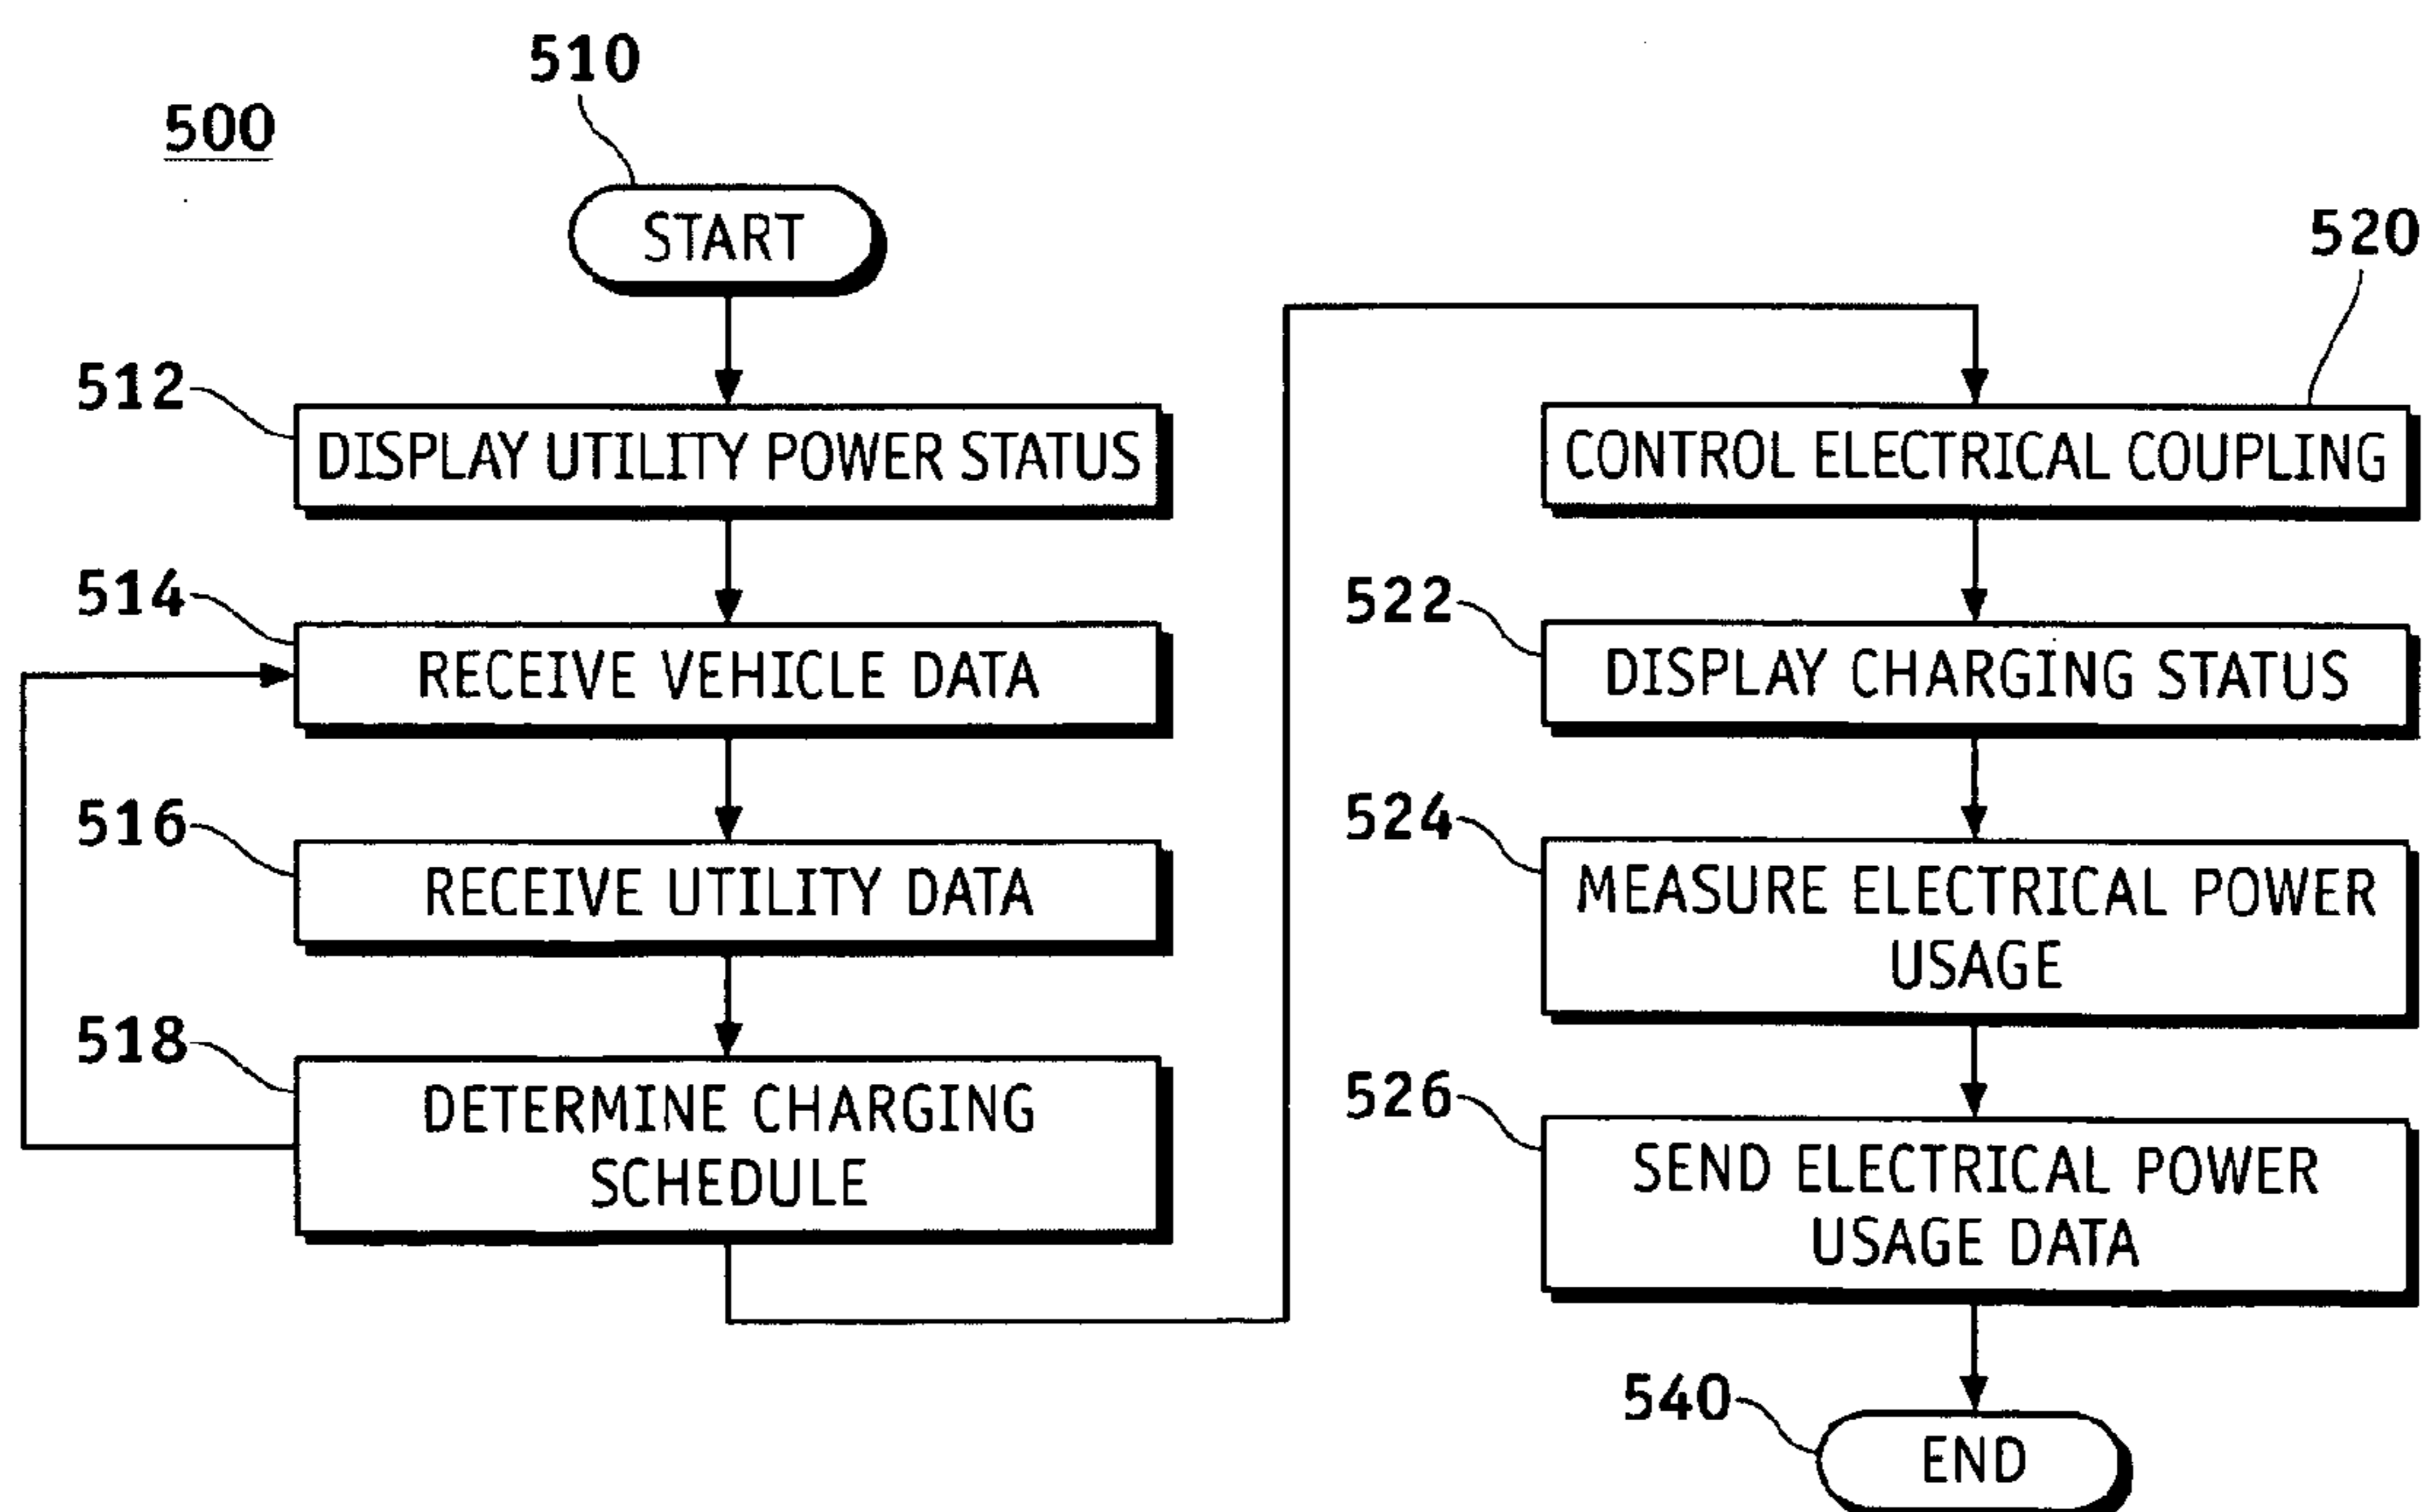 500
510
START
512
DISPLAY UTILITY POWER STATUS
514
RECEIVE VEHICLE DATA
516
RECEIVE UTILITY DATA
518
DETERMINE CHARGING
SCHEDULE
520
CONTROL ELECTRICAL COUPLING
522
DISPLAY CHARGING STATUS
524
MEASURE ELECTRICAL POWER
USAGE
526
SEND ELECTRICAL POWER
USAGE DATA
540
END